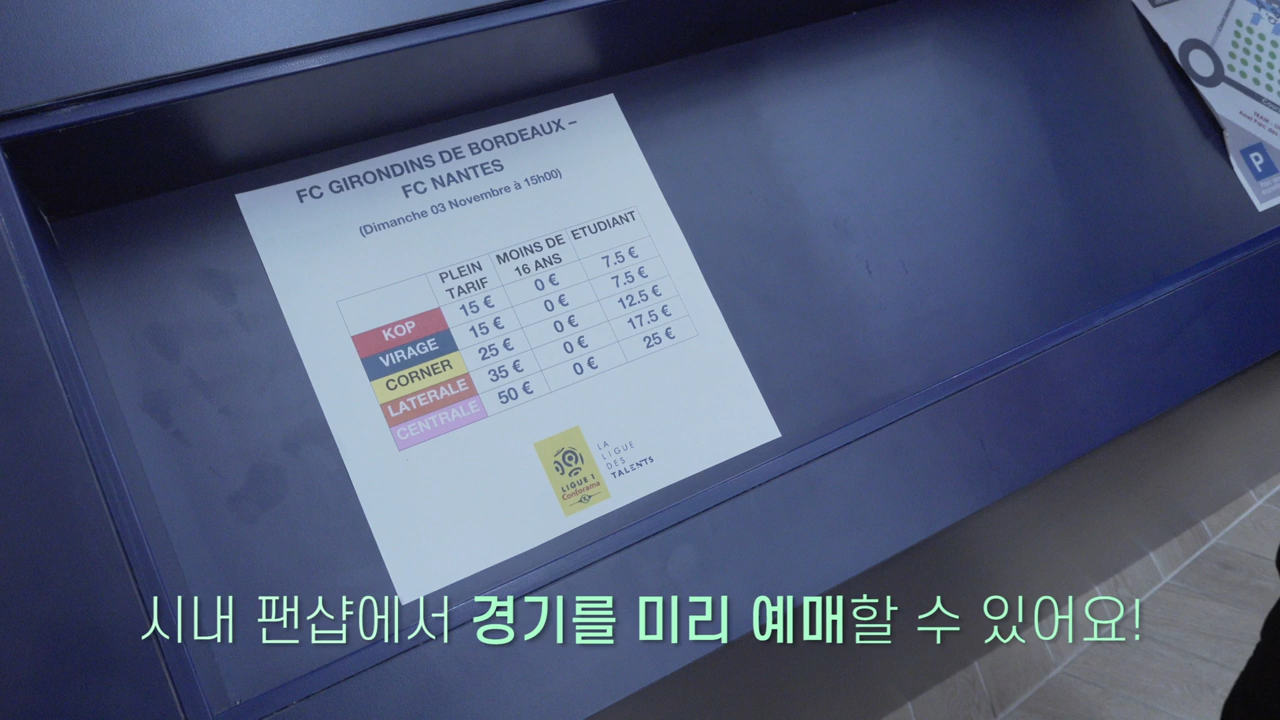 FC GIRONDINS DE BORDEAUX –
FC NANTES
(Dimanche 03 Novembre à 15h00)
PLEIN TARIF MOINS DE 16 ANS ETUDIANT
KOP 15 € 0 € 7.5 €
VIRAGE 15 € 0 € 7.5 €
CORNER 25 € 0 € 12.5 €
LATERALE 35 € 0 € 17.5 €
CENTRALE 50 € 0 € 25 €
LIGUE 1
Conforama
LA
LIGUE
DES
TALENTS
P
시내 팬샵에서 경기를 미리 예매할 수 있어요!